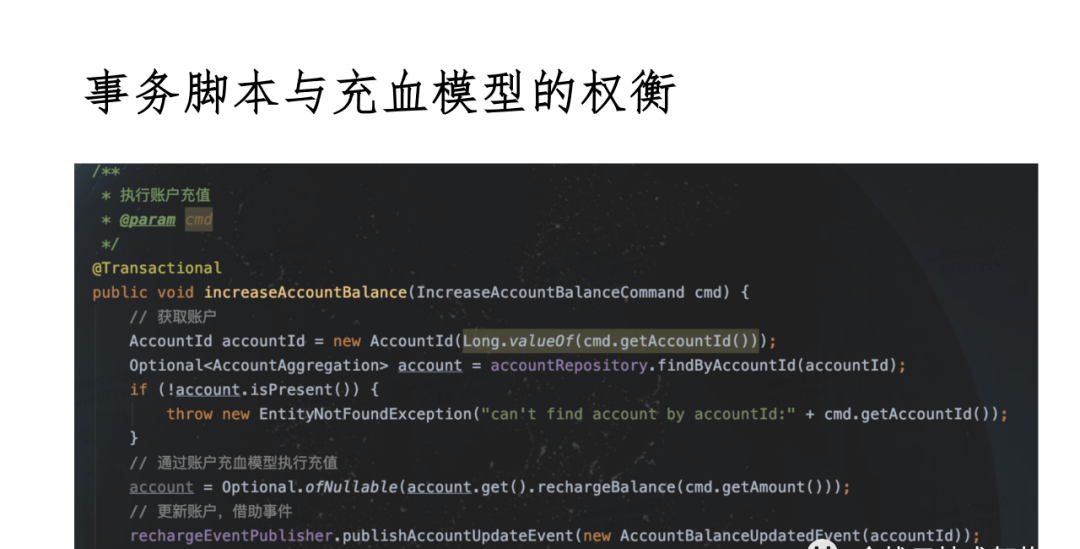 事务脚本与充血模型的权衡
/**
 * 执行账户充值
 * @param cmd
 */
@Transactional
public void increaseAccountBalance(IncreaseAccountBalanceCommand cmd) {
    // 获取账户
    AccountId accountId = new AccountId(Long.valueOf(cmd.getAccountId()));
    Optional<AccountAggregation> account = accountRepository.findByAccountId(accountId);
    if (!account.isPresent()) {
        throw new EntityNotFoundException("can't find account by accountId:" + cmd.getAccountId());
    }
    // 通过账户充血模型执行充值
    account = Optional.ofNullable(account.get().rechargeBalance(cmd.getAmount()));
    // 更新账户, 借助事件
    rechargeEventPublisher.publishAccountUpdateEvent(new AccountBalanceUpdatedEvent(accountId));